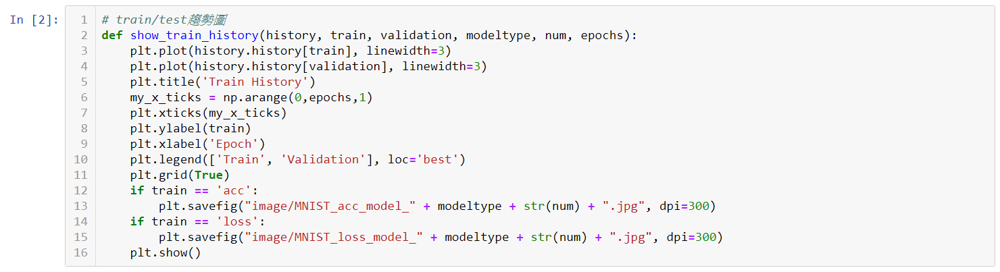 In [2]:
1 # train/test趨勢圖
2 def show_train_history(history, train, validation, modeltype, num, epochs):
3     plt.plot(history.history[train], linewidth=3)
4     plt.plot(history.history[validation], linewidth=3)
5     plt.title('Train History')
6     my_x_ticks = np.arange(0,epochs,1)
7     plt.xticks(my_x_ticks)
8     plt.ylabel(train)
9     plt.xlabel('Epoch')
10     plt.legend(['Train', 'Validation'], loc='best')
11     plt.grid(True)
12     if train == 'acc':
13         plt.savefig("image/MNIST_acc_model_" + modeltype + str(num) + ".jpg", dpi=300)
14     if train == 'loss':
15         plt.savefig("image/MNIST_loss_model_" + modeltype + str(num) + ".jpg", dpi=300)
16     plt.show()